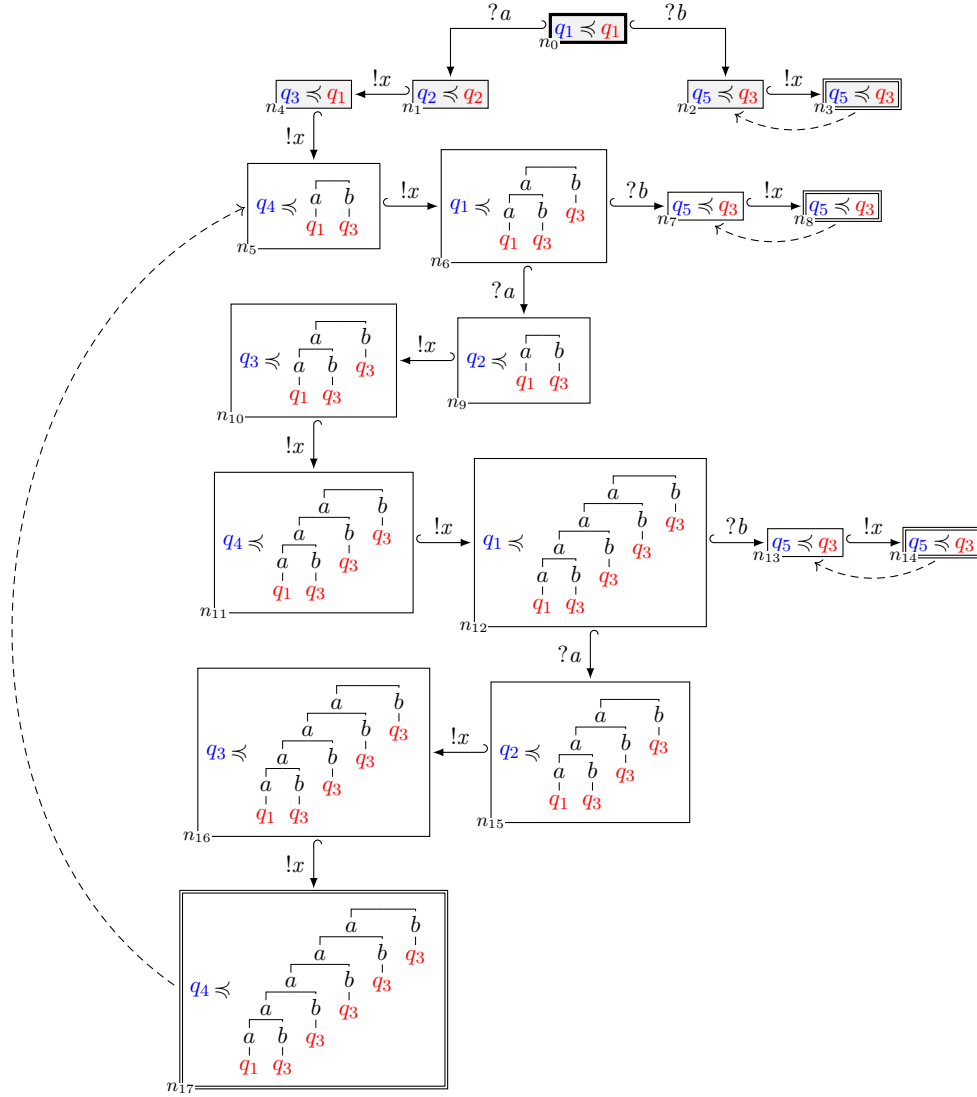 ?a ?b
q1 ≼ q1
n0
!x !x
q3 ≼ q1 q2 ≼ q2 q5 ≼ q3 q5 ≼ q3
n4 n1 n2 n3
!x
a b
a b !x a b ?b !x
q4 ≼ q1 ≼ a b q3 q5 ≼ q3 q5 ≼ q3
q1 q3 q1 q3 n7 n8
n5 n6
?a
a b
q3 ≼ a b q3 !x q2 ≼ a b
q1 q3 q1 q3
n10 n9
!x
a b a b
a b q3 a b q3
q4 ≼ a b q3 !x q1 ≼ a b q3 ?b q5 ≼ q3 !x q5 ≼ q3
q1 q3 a b q3 n13 n14
n11 q1 q3
n12
?a
a b a b
a b q3 a b q3
q3 ≼ a b q3 !x q2 ≼ a b q3
a b q3 q1 q3
q1 q3 n15
n16
!x
a b
a b q3
a b q3
q4 ≼ a b q3
a b q3
q1 q3
n17